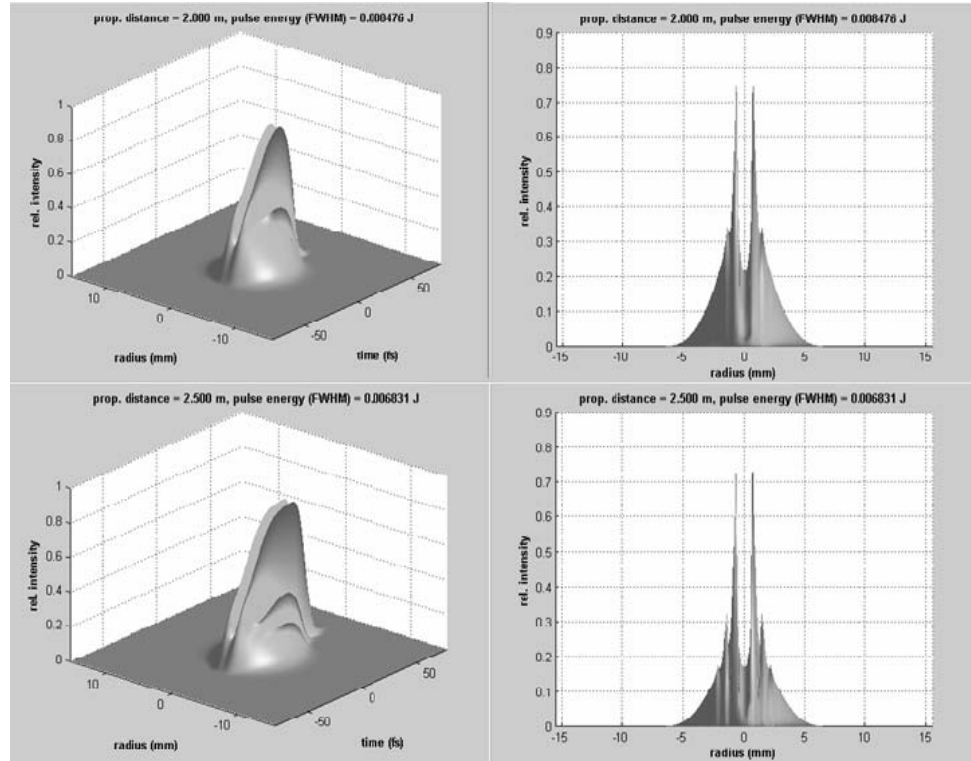 prop. distance = 2.000 m, pulse energy (FWHM) = 0.008476 J
1
0.8
0.6
0.4
0.2
0
rel. intensity
10
0
-10
radius (mm)
-50
0
50
time (fs)
prop. distance = 2.000 m, pulse energy (FWHM) = 0.008476 J
0.9
0.8
0.7
0.6
0.5
0.4
0.3
0.2
0.1
0
rel. intensity
-15 -10 -5 0 5 10 15
radius (mm)
prop. distance = 2.500 m, pulse energy (FWHM) = 0.006831 J
1
0.8
0.6
0.4
0.2
0
rel. intensity
10
0
-10
radius (mm)
-50
0
50
time (fs)
prop. distance = 2.500 m, pulse energy (FWHM) = 0.006831 J
0.9
0.8
0.7
0.6
0.5
0.4
0.3
0.2
0.1
0
rel. intensity
-15 -10 -5 0 5 10 15
radius (mm)